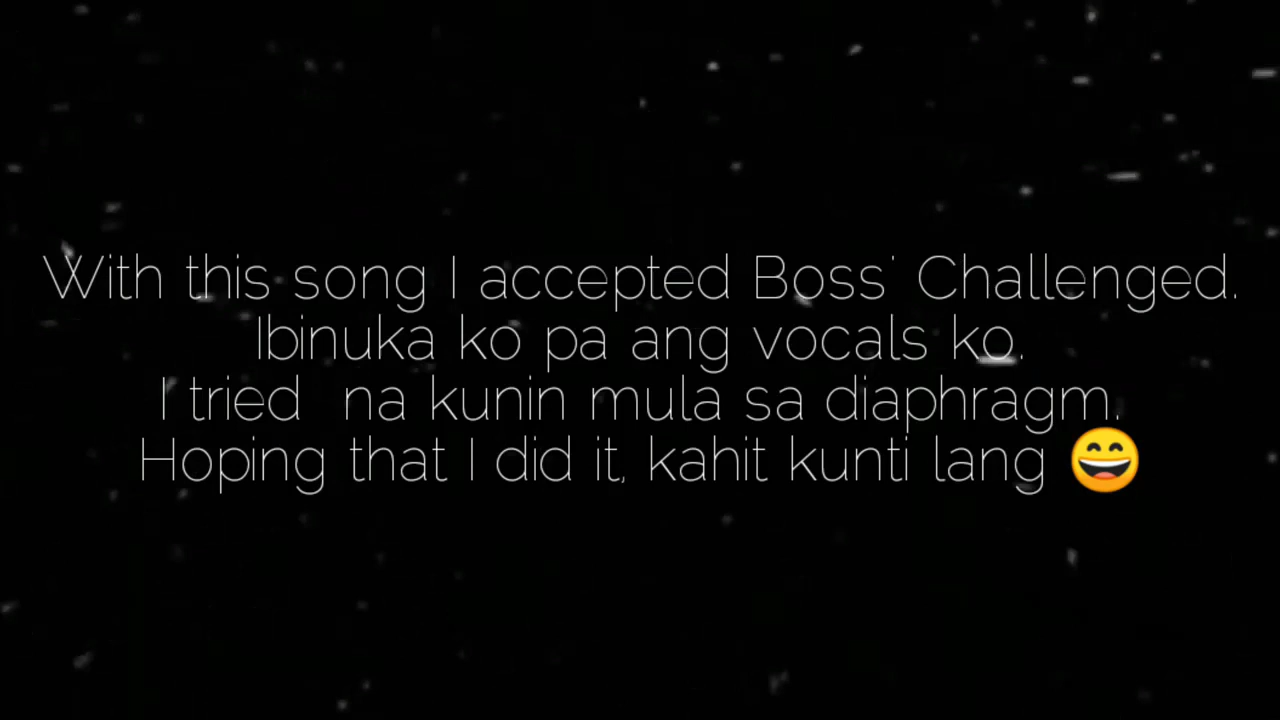 With this song I accepted Boss' Challenged.
Ibinuka ko pa ang vocals ko.
I tried  na kunin mula sa diaphragm.
Hoping that I did it, kahit kunti lang 😄